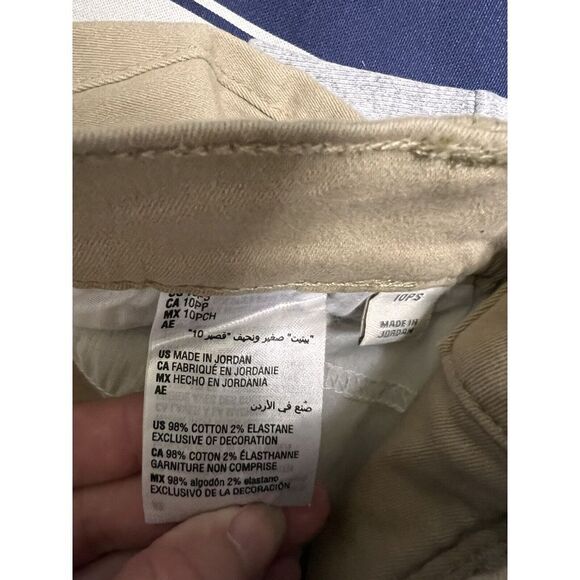 CA 10PP
MX 10PCH
AE
"بيتيت" صغير ونحيف "قصير 10"
US MADE IN JORDAN
CA FABRIQUÉ EN JORDANIE
MX HECHO EN JORDANIA
AE
صُنع في الأردن
US 98% COTTON 2% ELASTANE
EXCLUSIVE OF DECORATION
CA 98% COTON 2% ÉLASTHANNE
GARNITURE NON COMPRISE
MX 98% algodón 2% elastano
EXCLUSIVO DE LA DECORACIÓN
10PS
MADE IN
JORDAN